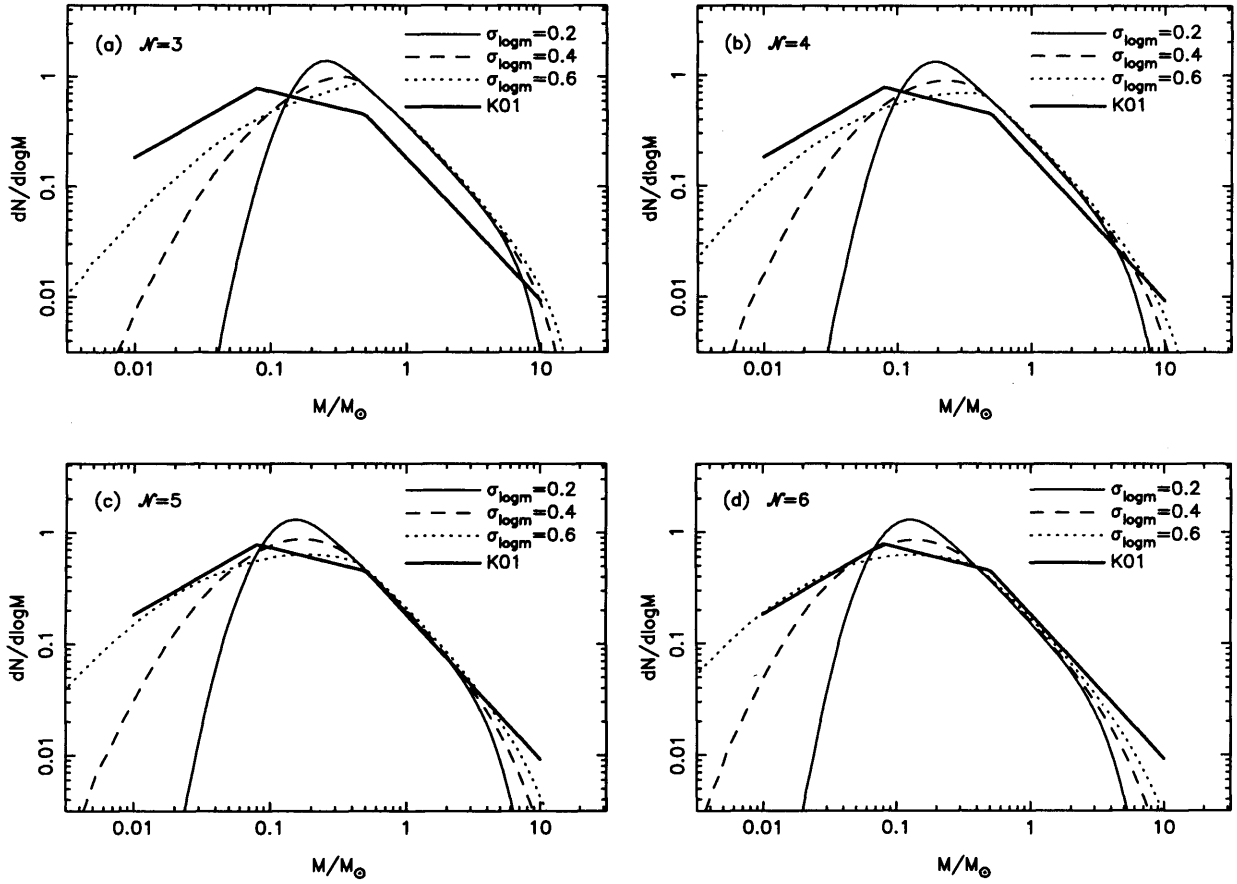 (a) 𝒩=3
σlogm=0.2
σlogm=0.4
σlogm=0.6
K01
1
0.1
0.01
dN/dlogM
0.01 0.1 1 10
M/M⊙
(b) 𝒩=4
σlogm=0.2
σlogm=0.4
σlogm=0.6
K01
1
0.1
0.01
dN/dlogM
0.01 0.1 1 10
M/M⊙
(c) 𝒩=5
σlogm=0.2
σlogm=0.4
σlogm=0.6
K01
1
0.1
0.01
dN/dlogM
0.01 0.1 1 10
M/M⊙
(d) 𝒩=6
σlogm=0.2
σlogm=0.4
σlogm=0.6
K01
1
0.1
0.01
dN/dlogM
0.01 0.1 1 10
M/M⊙